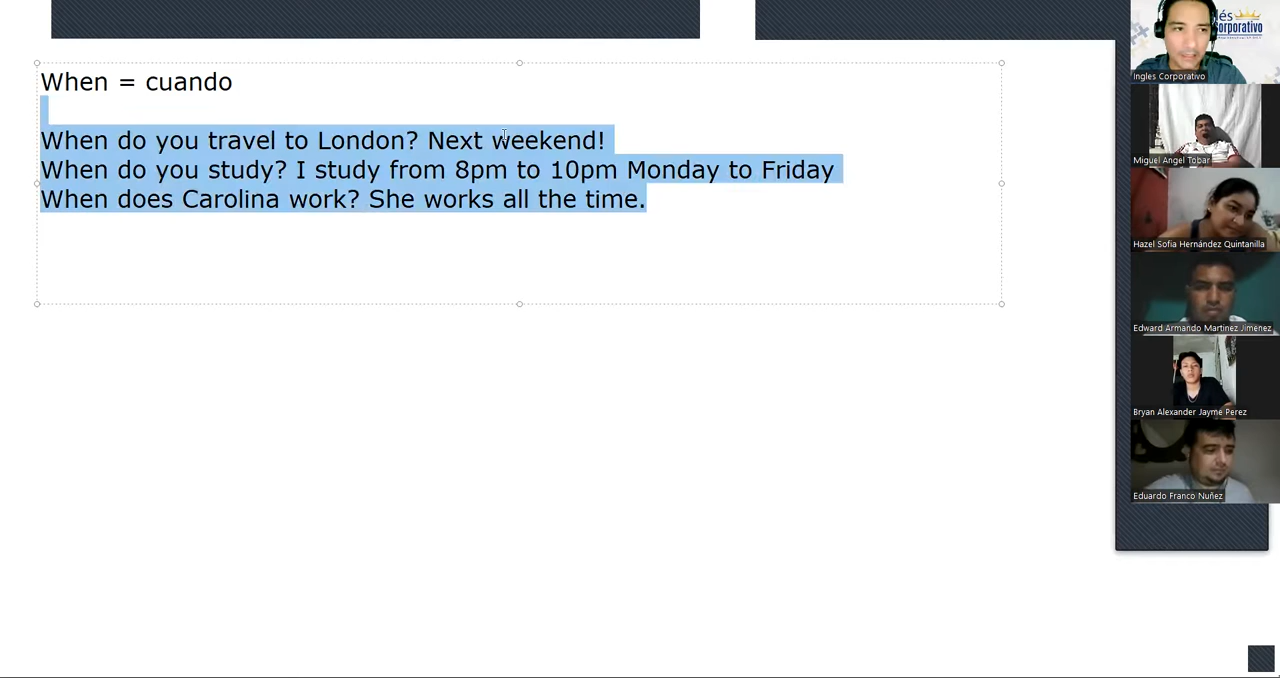 When = cuando
When do you travel to London? Next weekend!
When do you study? I study from 8pm to 10pm Monday to Friday
When does Carolina work? She works all the time.
Ingles Corporativo
Miguel Angel Tobar
Hazel Sofia Hernández Quintanilla
Edward Armando Martinez Jimenez
Bryan Alexander Jayme Perez
Eduardo Franco Nuñez